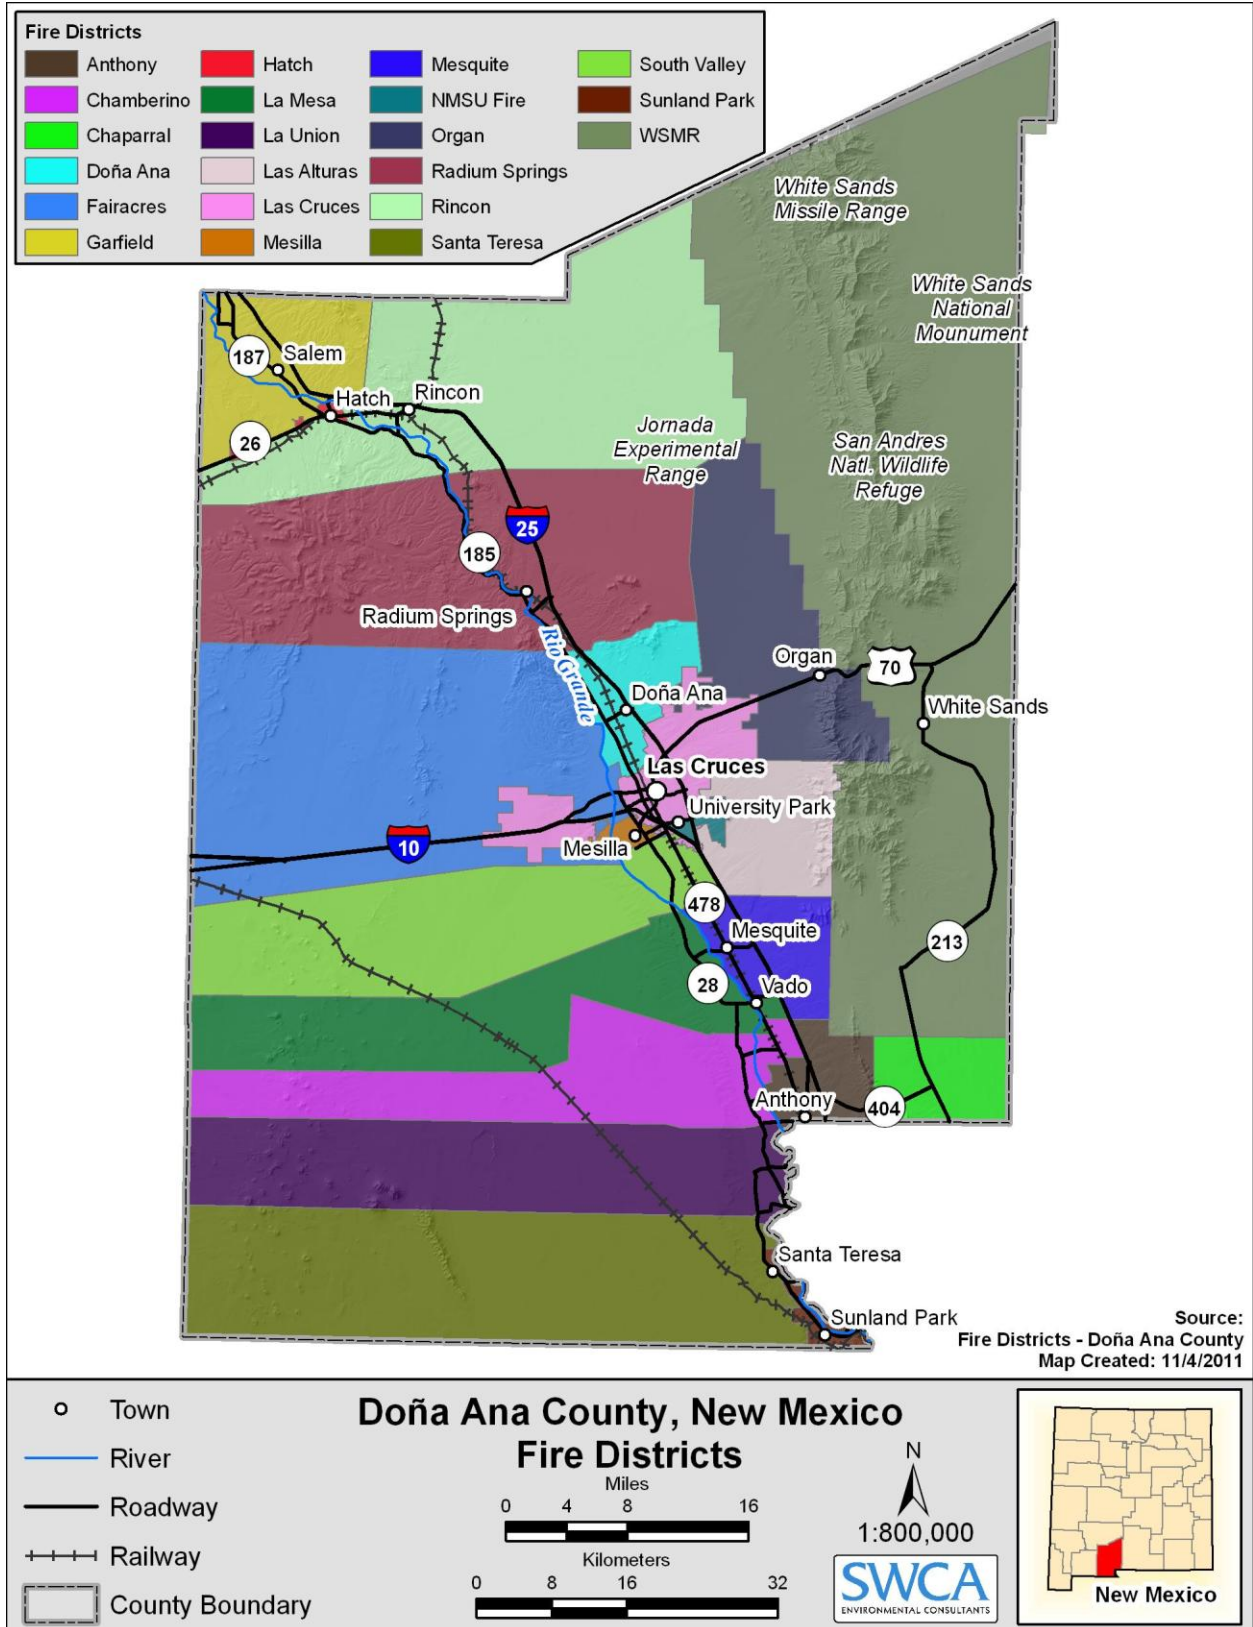 Fire Districts
Anthony
Chamberino
Chaparral
Doña Ana
Fairacres
Garfield
Hatch
La Mesa
La Union
Las Alturas
Las Cruces
Mesilla
Mesquite
NMSU Fire
Organ
Radium Springs
Rincon
Santa Teresa
South Valley
Sunland Park
WSMR
White Sands
Missile Range
White Sands
National
Mounument
187
Salem
Hatch
Rincon
26
Jornada
Experimental
Range
San Andres
Natl. Wildlife
Refuge
25
185
Radium Springs
Rio Grande
Organ
70
Doña Ana
White Sands
Las Cruces
University Park
10
Mesilla
478
Mesquite
213
28
Vado
Anthony
404
Santa Teresa
Sunland Park
Source:
Fire Districts - Doña Ana County
Map Created: 11/4/2011
Town
River
Roadway
Railway
County Boundary
Doña Ana County, New Mexico
Fire Districts
Miles
0 4 8 16
Kilometers
0 8 16 32
N
1:800,000
SWCA
ENVIRONMENTAL CONSULTANTS
New Mexico